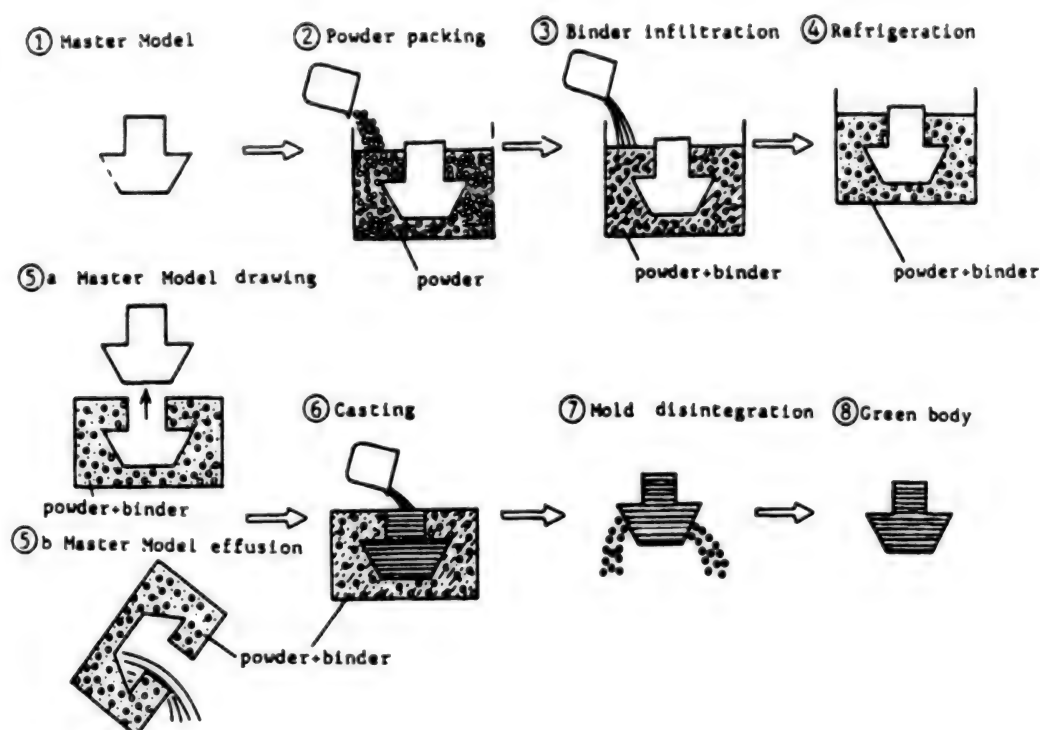 ① Master Model
② Powder packing
③ Binder infiltration
④ Refrigeration
powder
powder+binder
powder+binder
⑤a Master Model drawing
powder+binder
⑤b Master Model effusion
powder+binder
⑥ Casting
⑦ Mold disintegration
⑧ Green body